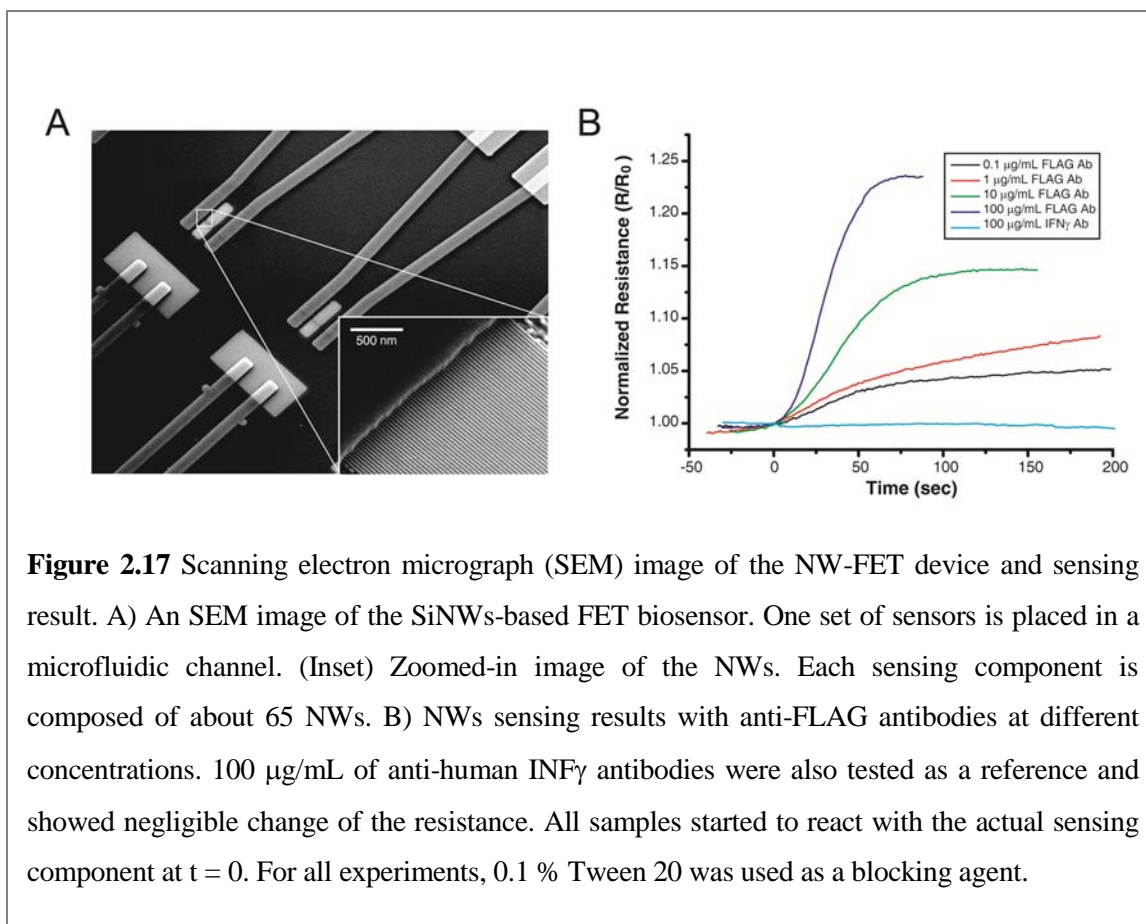 A
500 nm
B
Normalized Resistance (R/R₀)
1.25
1.20
1.15
1.10
1.05
1.00
-50
0
50
100
150
200
Time (sec)
0.1 μg/mL FLAG Ab
1 μg/mL FLAG Ab
10 μg/mL FLAG Ab
100 μg/mL FLAG Ab
100 μg/mL IFNγ Ab
Figure 2.17 Scanning electron micrograph (SEM) image of the NW-FET device and sensing
result. A) An SEM image of the SiNWs-based FET biosensor. One set of sensors is placed in a
microfluidic channel. (Inset) Zoomed-in image of the NWs. Each sensing component is
composed of about 65 NWs. B) NWs sensing results with anti-FLAG antibodies at different
concentrations. 100 μg/mL of anti-human INFγ antibodies were also tested as a reference and
showed negligible change of the resistance. All samples started to react with the actual sensing
component at t = 0. For all experiments, 0.1 % Tween 20 was used as a blocking agent.